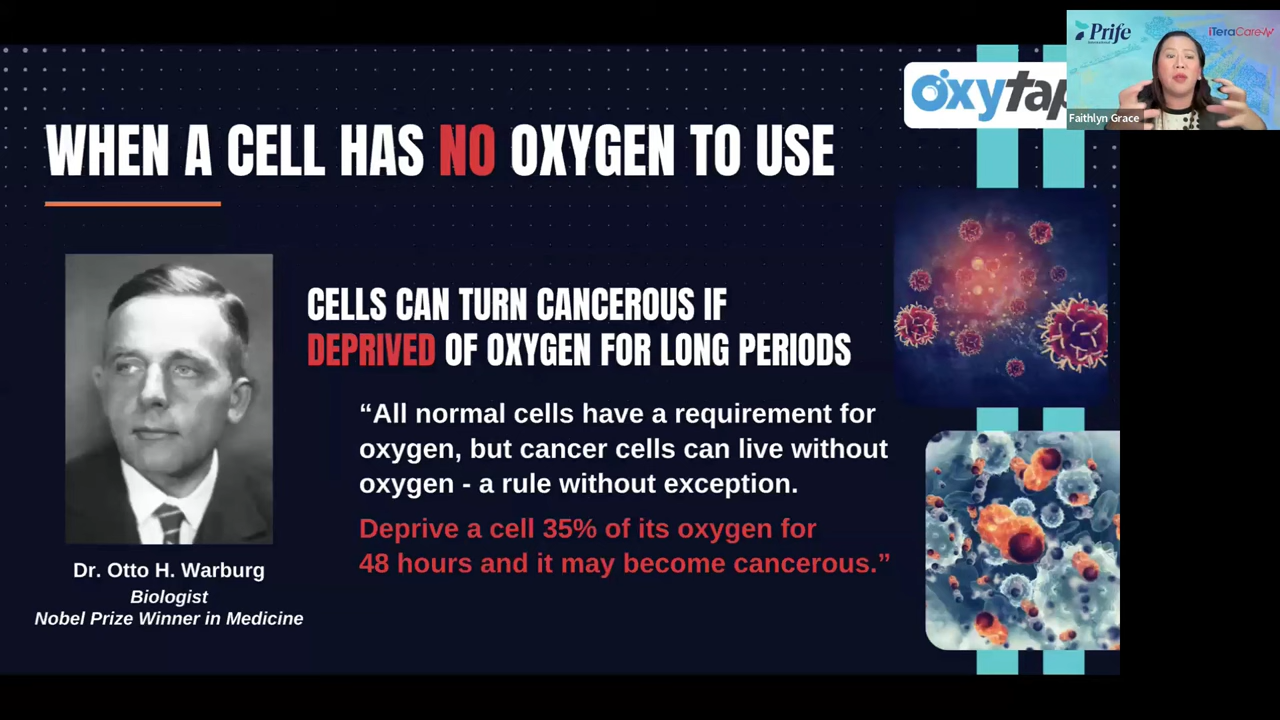 Prife
iTeraCare
Faithlyn Grace
WHEN A CELL HAS NO OXYGEN TO USE
CELLS CAN TURN CANCEROUS IF
DEPRIVED OF OXYGEN FOR LONG PERIODS
“All normal cells have a requirement for
oxygen, but cancer cells can live without
oxygen - a rule without exception.
Deprive a cell 35% of its oxygen for
48 hours and it may become cancerous.”
Dr. Otto H. Warburg
Biologist
Nobel Prize Winner in Medicine